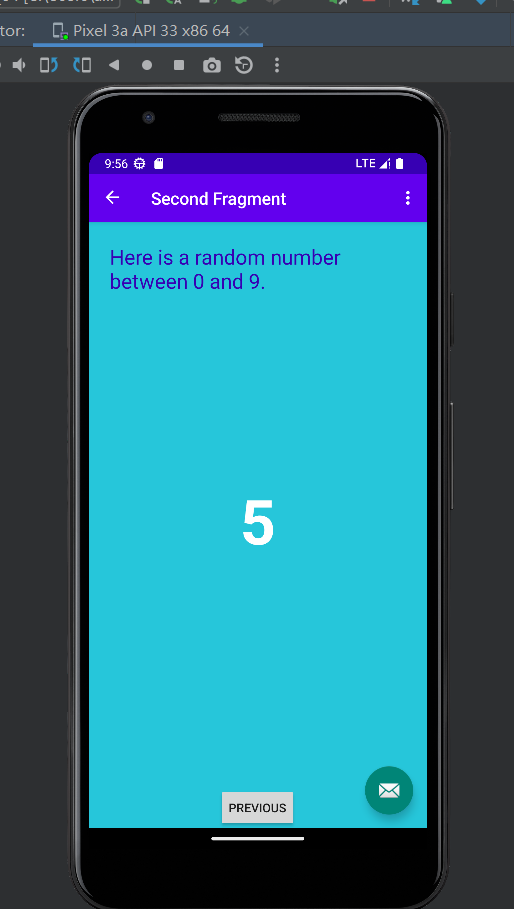 tor:
Pixel 3a API 33 x86 64
9:56
LTE
Second Fragment
Here is a random number
between 0 and 9.
5
PREVIOUS